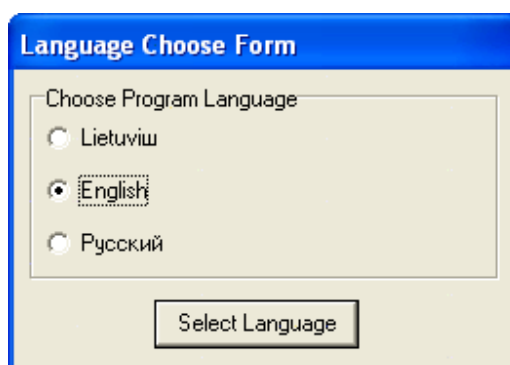 Language Choose Form
Choose Program Language
Lietuviш
English
Русский
Select Language